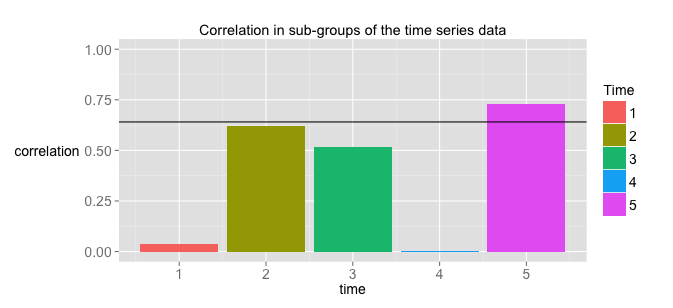 Correlation in sub-groups of the time series data
1.00
0.75
0.50
0.25
0.00
correlation
1 2 3 4 5
time
Time
1
2
3
4
5